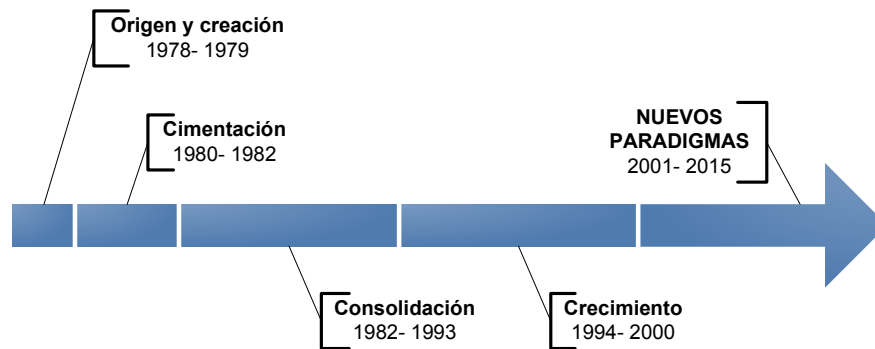 Origen y creación
1978- 1979
Cimentación
1980- 1982
NUEVOS
PARADIGMAS
2001- 2015
Consolidación
1982- 1993
Crecimiento
1994- 2000